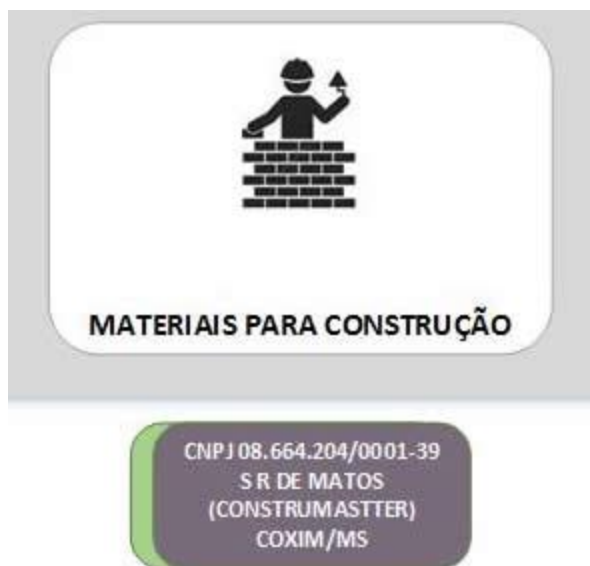 MATERIAIS PARA CONSTRUÇÃO
CNPJ 08.664.204/0001-39
S R DE MATOS
(CONSTRUMASTTER)
COXIM/MS